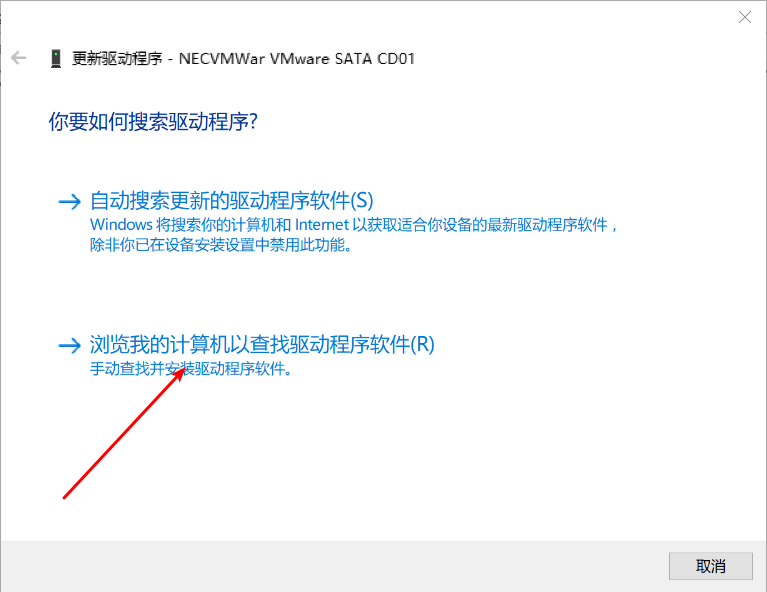 更新驱动程序 - NECVMWar VMware SATA CD01
你要如何搜索驱动程序?
自动搜索更新的驱动程序软件(S)
Windows 将搜索你的计算机和 Internet 以获取适合你设备的最新驱动程序软件，
除非你已在设备安装设置中禁用此功能。
浏览我的计算机以查找驱动程序软件(R)
手动查找并安装驱动程序软件。
取消